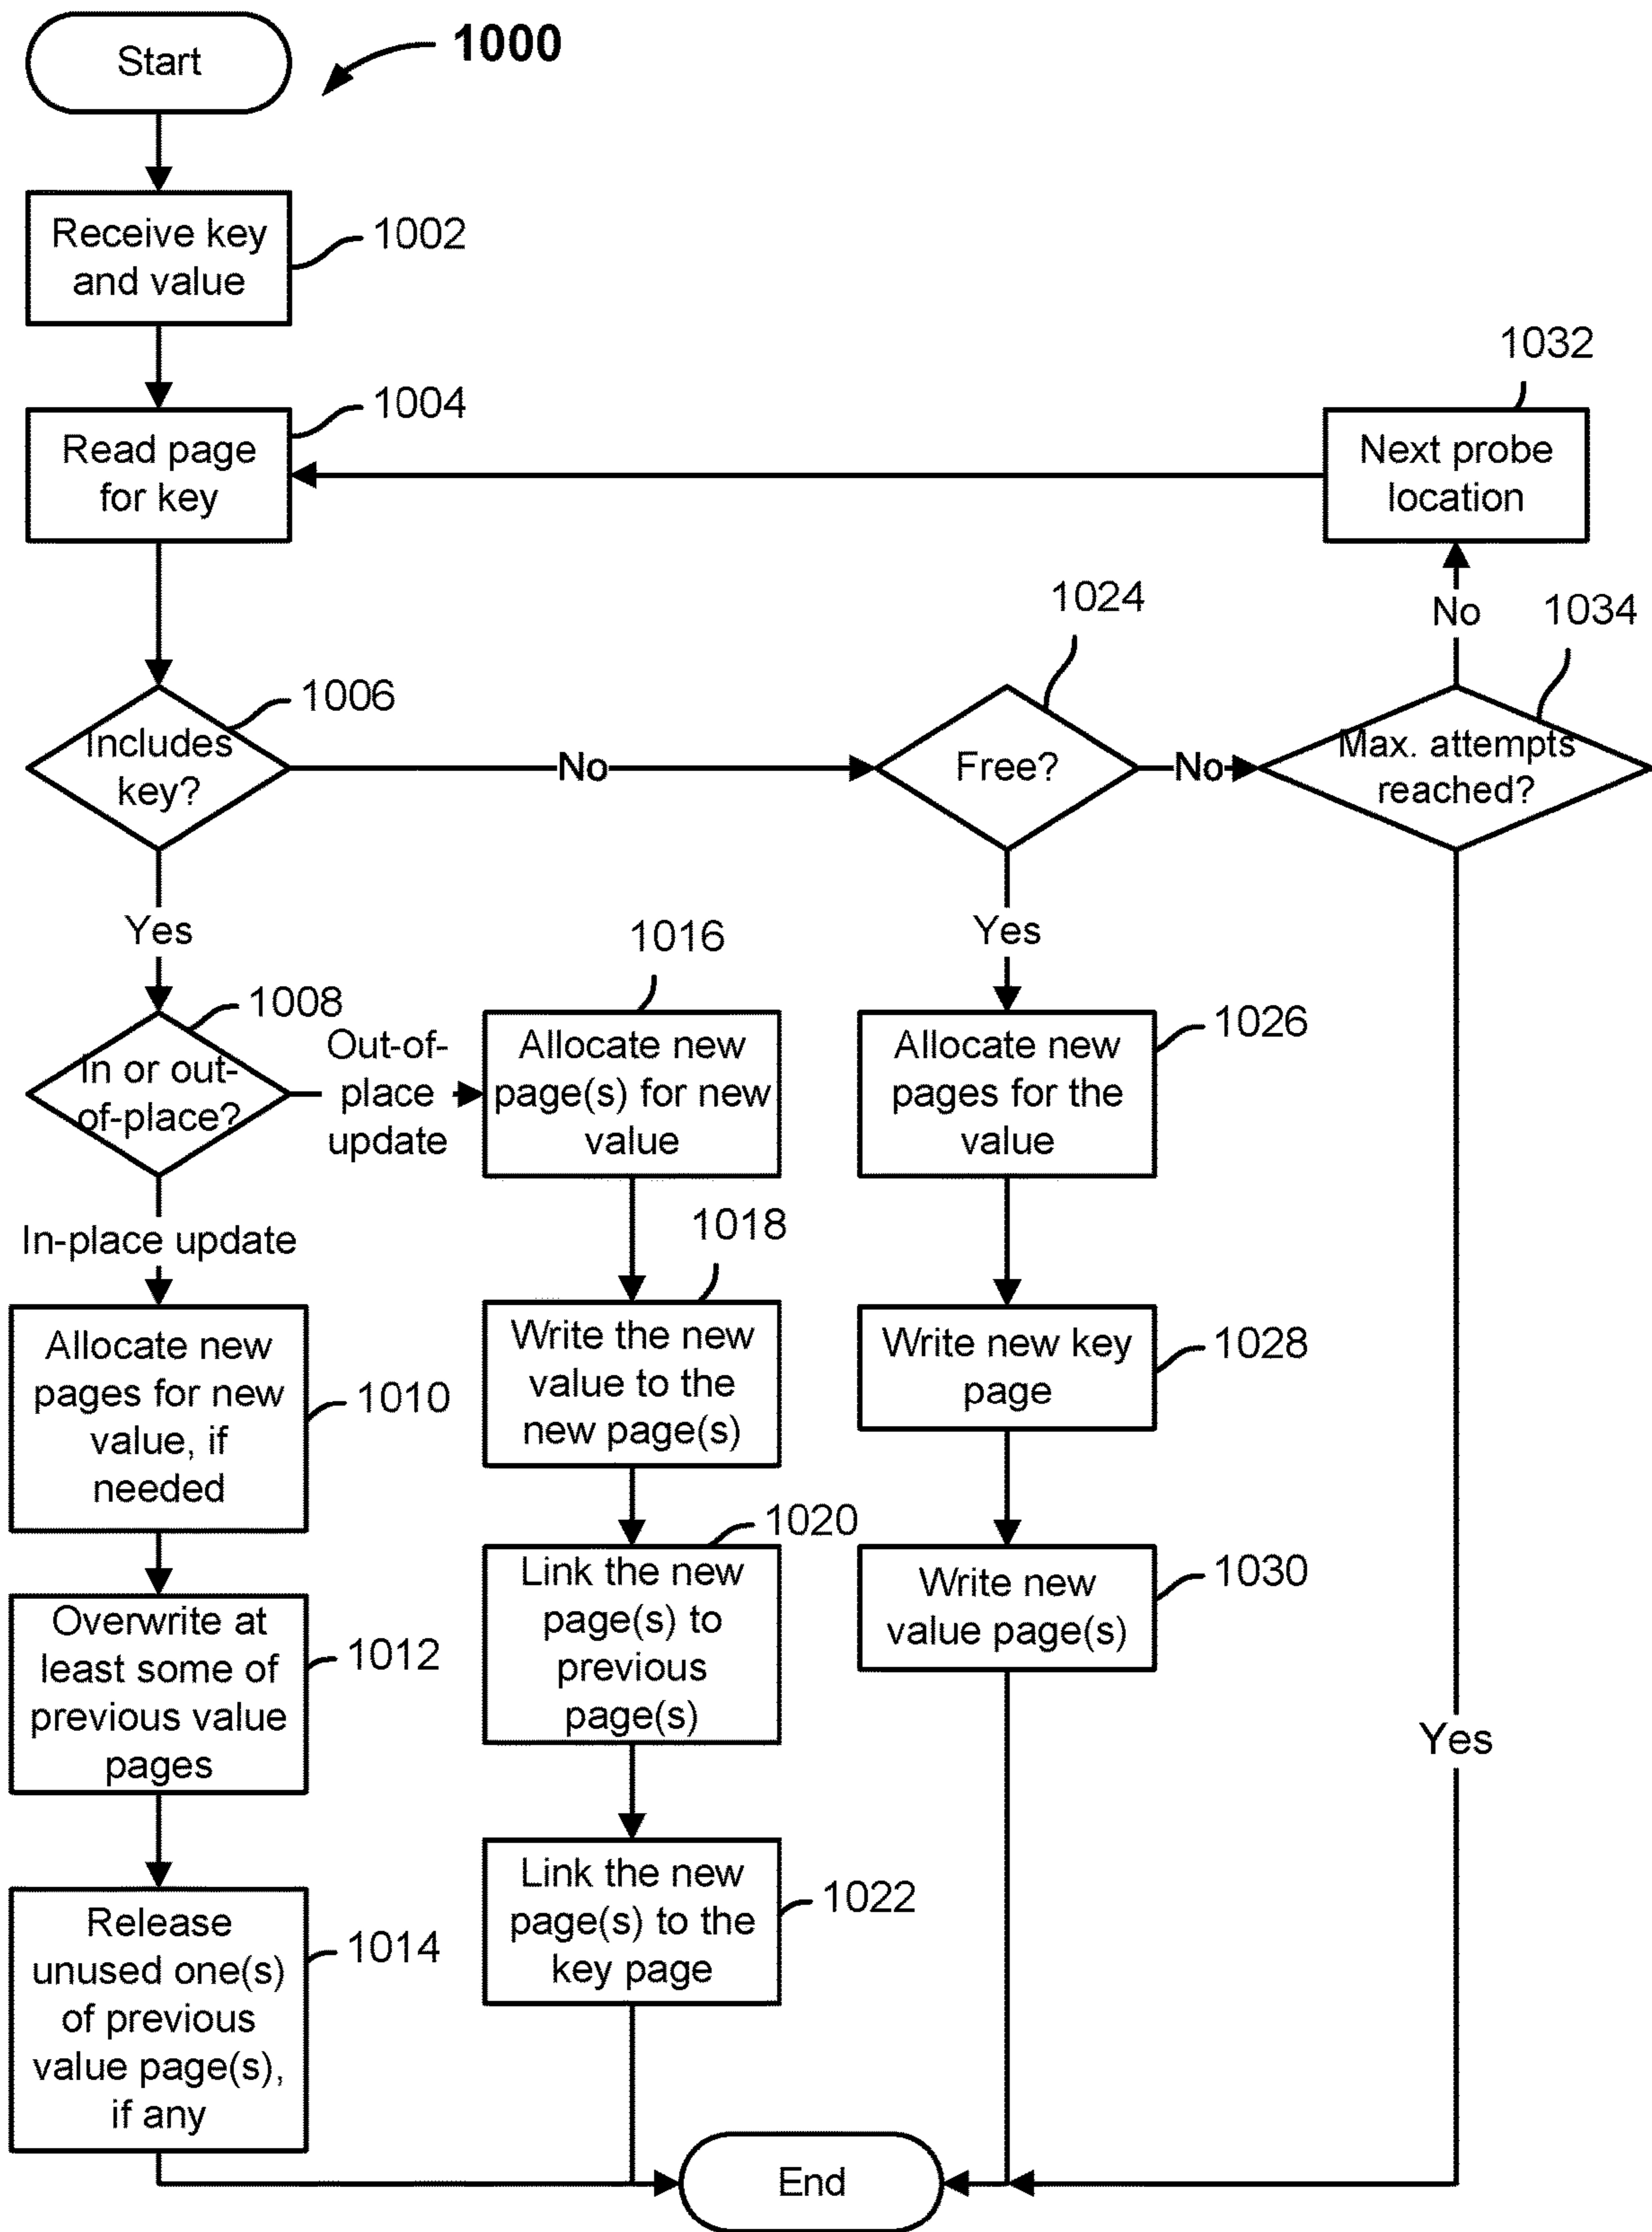 Start
1000
Receive key
and value
1002
Read page
for key
1004
1032
Next probe
location
No
1034
Max. attempts
reached?
1024
Free?
No
1006
Includes
key?
No
Yes
1008
In or out-
of-place?
Out-of-
place
update
In-place update
Allocate new
pages for new
value, if
needed
1010
Overwrite at
least some of
previous value
pages
1012
Release
unused one(s)
of previous
value page(s),
if any
1014
1016
Allocate new
page(s) for new
value
1018
Write the new
value to the
new page(s)
1020
Link the new
page(s) to
previous
page(s)
Link the new
page(s) to the
key page
1022
Yes
Allocate new
pages for the
value
1026
Write new key
page
1028
Write new
value page(s)
1030
Yes
End